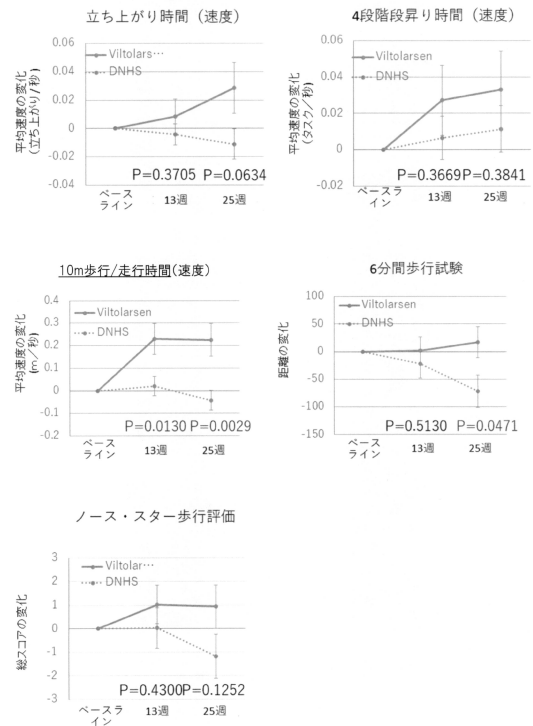 立ち上がり時間（速度）
平均速度の変化
（立ち上がり/秒）
0.06
0.04
0.02
0
-0.02
-0.04
Viltolars…
DNHS
P=0.3705 P=0.0634
ベースライン
13週
25週
4段階段昇り時間（速度）
平均速度の変化
（タスク／秒）
0.06
0.04
0.02
0
-0.02
Viltolarsen
DNHS
P=0.3669 P=0.3841
ベースラ
イン
13週
25週
10m歩行/走行時間(速度)
平均速度の変化
(m／秒)
0.4
0.3
0.2
0.1
0
-0.1
-0.2
Viltolarsen
DNHS
P=0.0130 P=0.0029
ベース
ライン
13週
25週
6分間歩行試験
距離の変化
100
50
0
-50
-100
-150
Viltolarsen
DNHS
P=0.5130 P=0.0471
ベース
ライン
13週
25週
ノース・スター歩行評価
総スコアの変化
3
2
1
0
-1
-2
-3
Viltolar…
DNHS
P=0.4300P=0.1252
ベースラ
イン
13週
25週